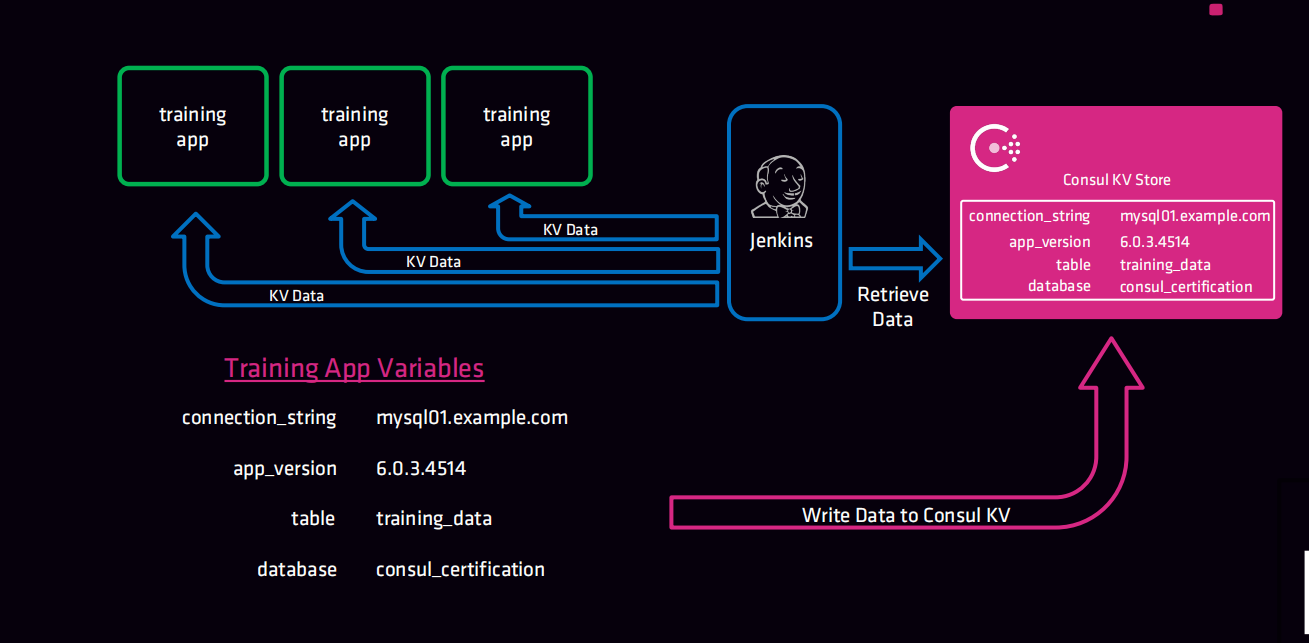 training
app
training
app
training
app
KV Data
KV Data
KV Data
Jenkins
Retrieve
Data
Consul KV Store
connection_string mysql01.example.com
app_version 6.0.3.4514
table training_data
database consul_certification
Training App Variables
connection_string mysql01.example.com
app_version 6.0.3.4514
table training_data
database consul_certification
Write Data to Consul KV